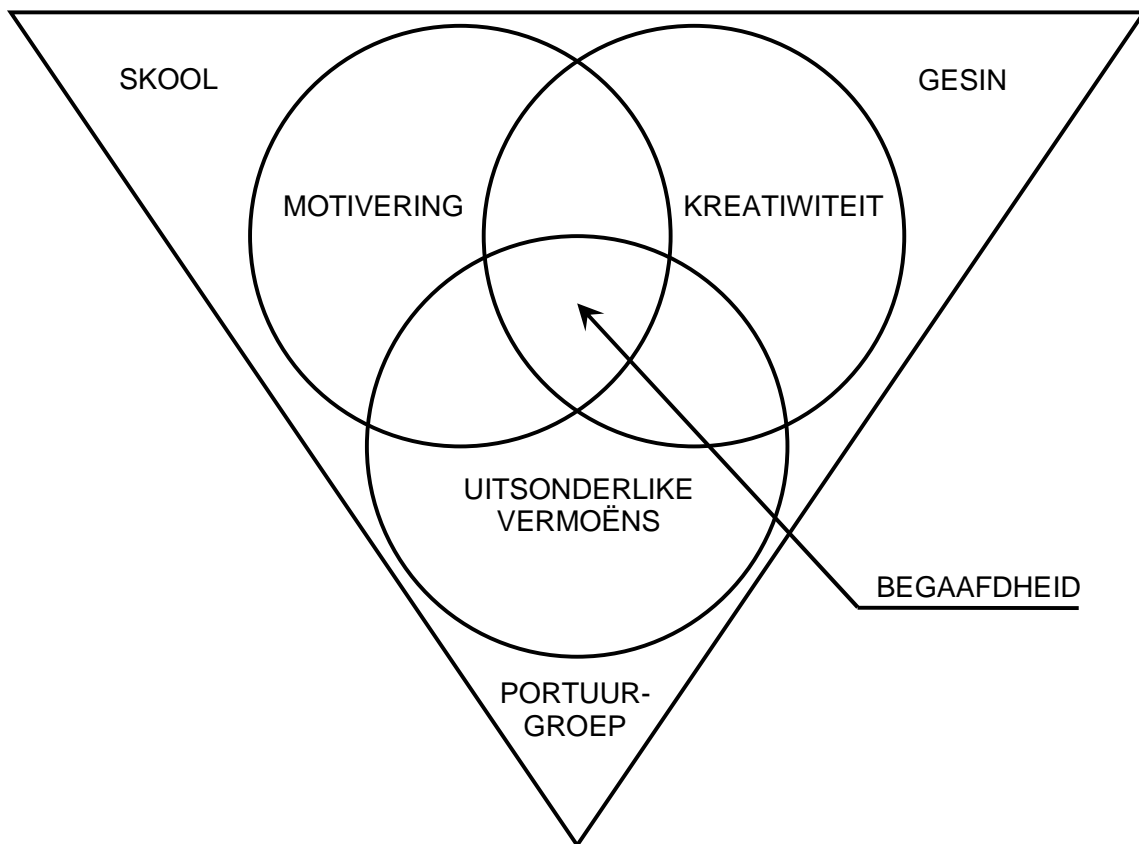 SKOOL
GESIN
MOTIVERING
KREATIWITEIT
UITSONDERLIKE
VERMOËNS
BEGAAFDHEID
PORTUUR-
GROEP